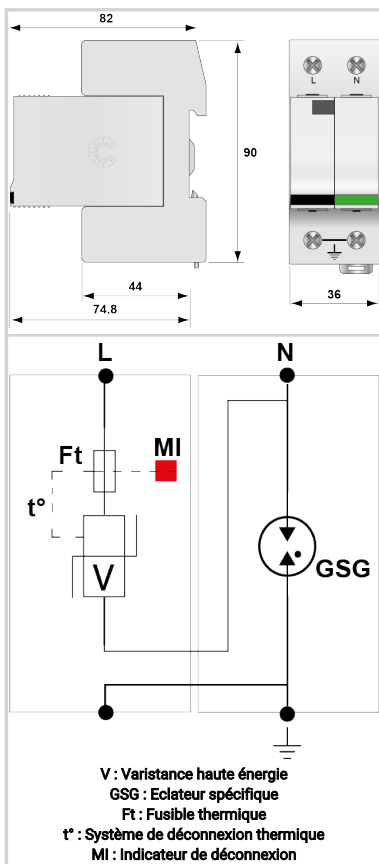 82
L N
90
44
74.8
36
L N
Ft MI
t°
V
GSG
V : Varistance haute énergie
GSG : Eclateur spécifique
Ft : Fusible thermique
t° : Système de déconnexion thermique
MI : Indicateur de déconnexion